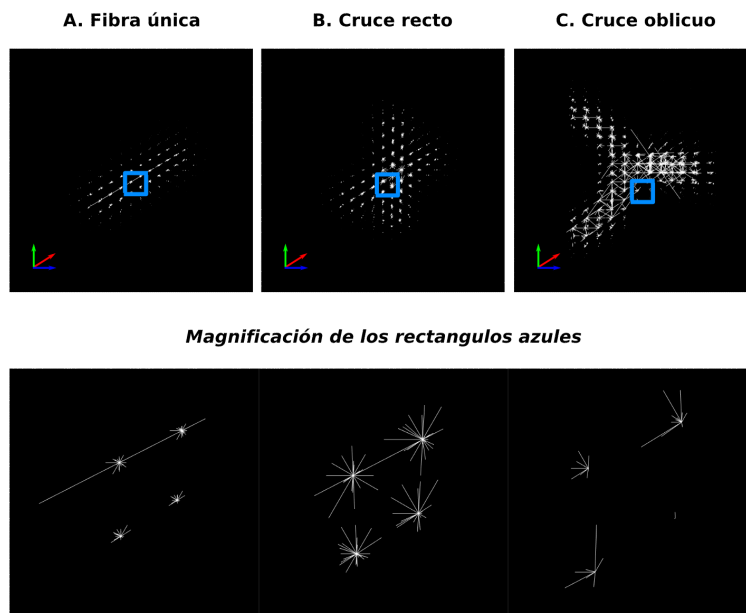 A. Fibra única
B. Cruce recto
C. Cruce oblicuo
Magnificación de los rectangulos azules